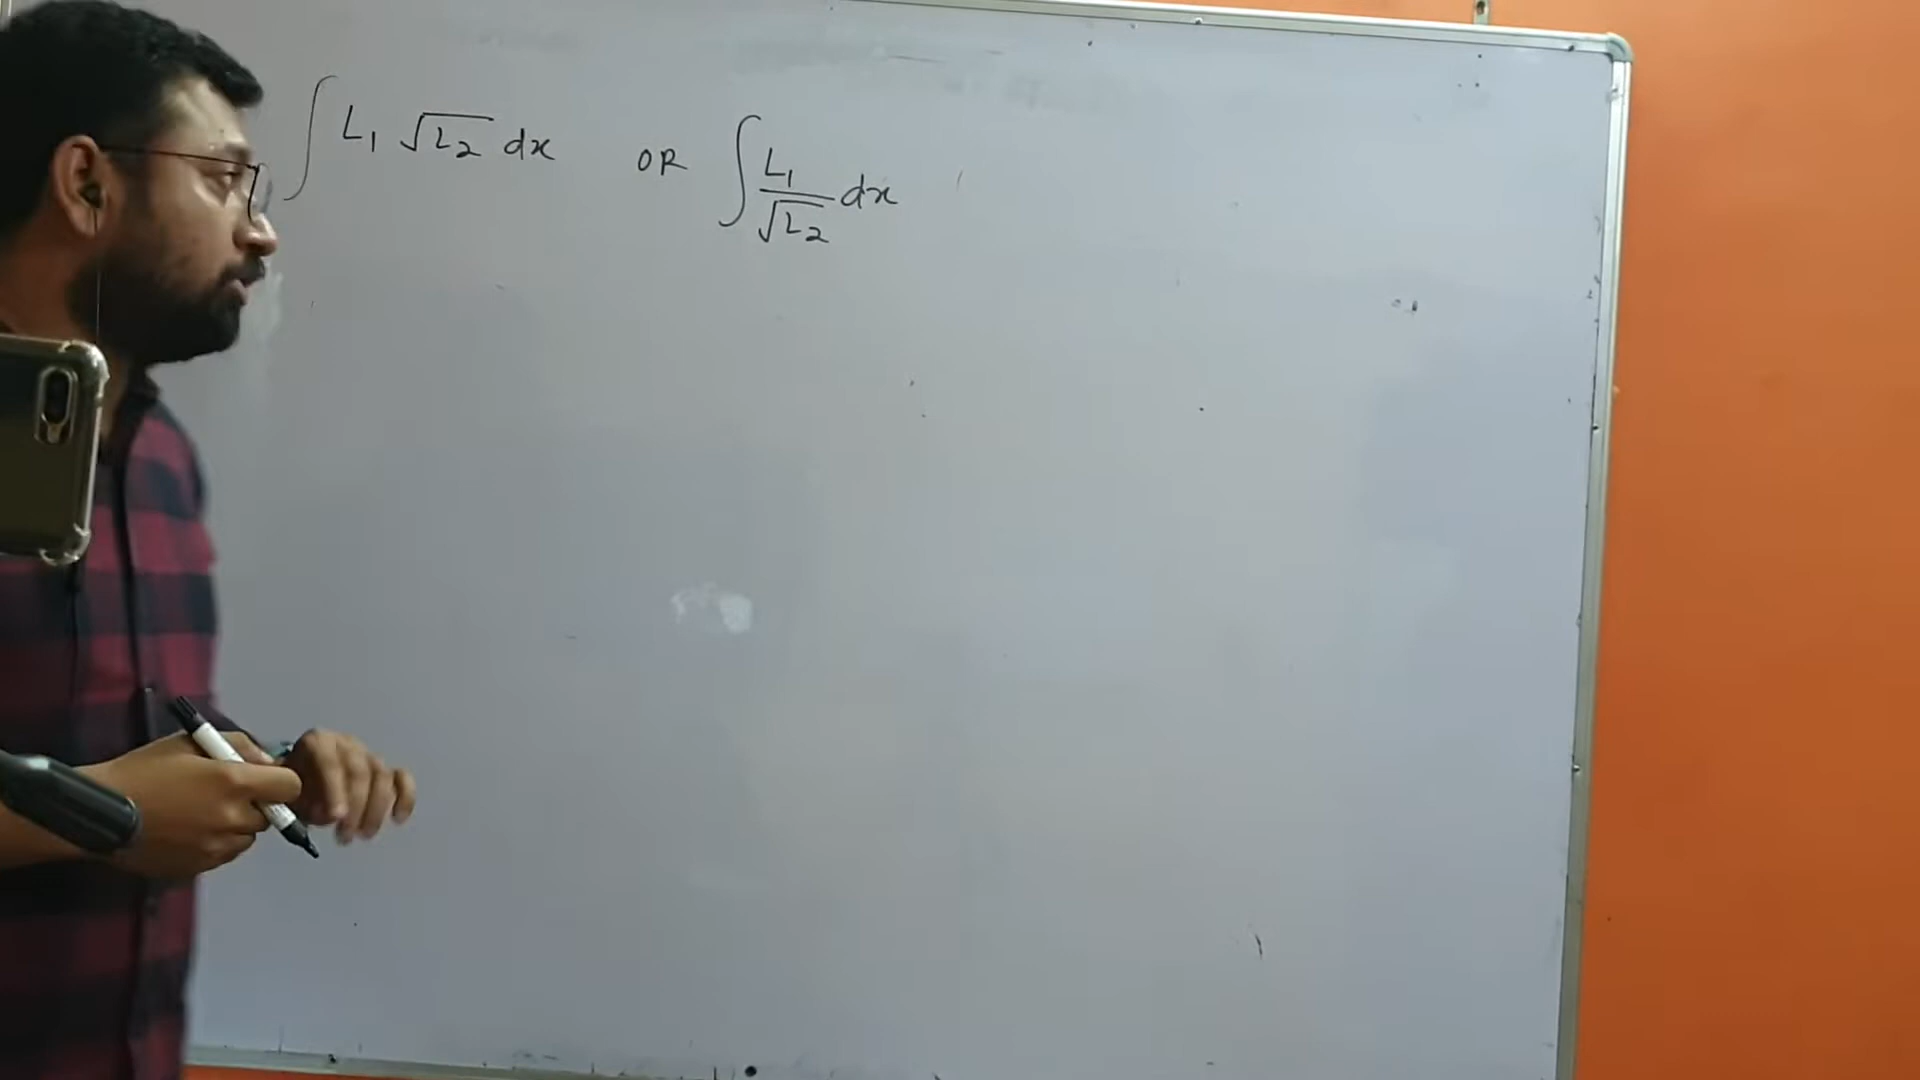 ∫ L₁ √L₂ dx OR ∫ L₁/√L₂ dx